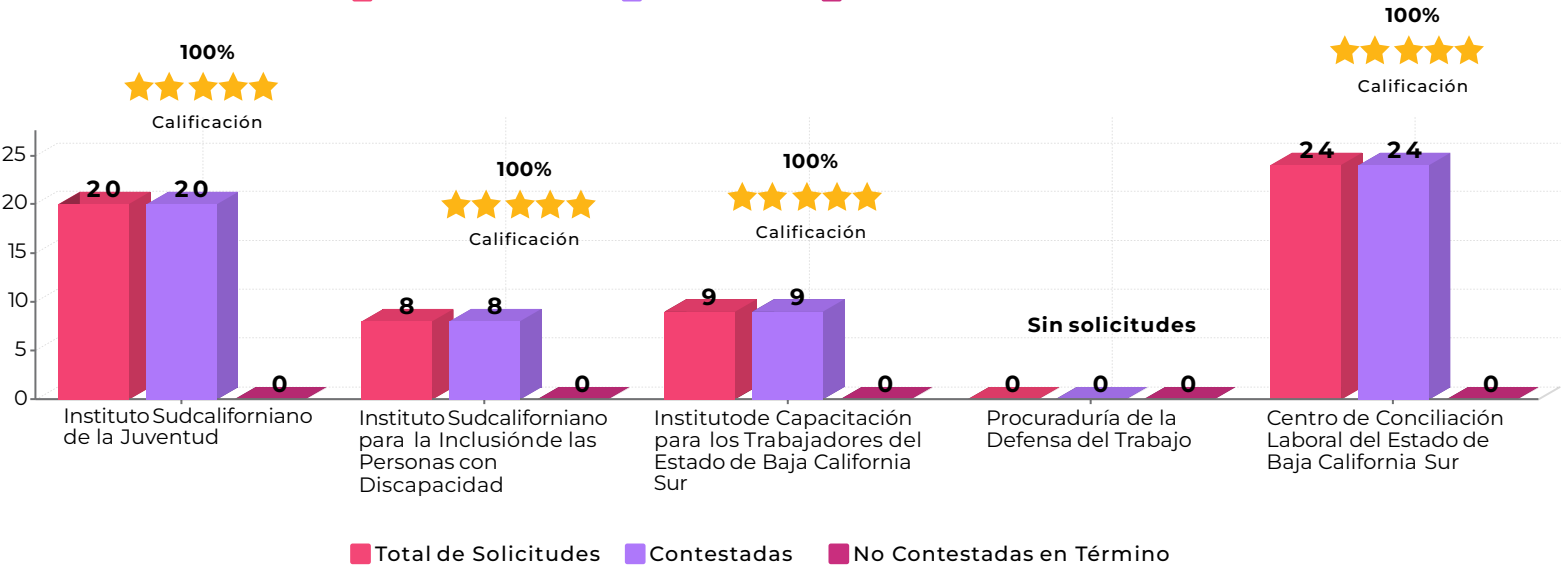 100%
Calificación
100%
Calificación
100%
Calificación
100%
Calificación
25
20
15
10
5
0
20 20 0
8 8 0
9 9 0
Sin solicitudes
0 0 0
24 24 0
Instituto Sudcaliforniano
de la Juventud
Instituto Sudcaliforniano
para la Inclusiónde las
Personas con
Discapacidad
Institutode Capacitación
para los Trabajadores del
Estado de Baja California
Sur
Procuraduría de la
Defensa del Trabajo
Centro de Conciliación
Laboral del Estado de
Baja California Sur
Total de Solicitudes Contestadas No Contestadas en Término